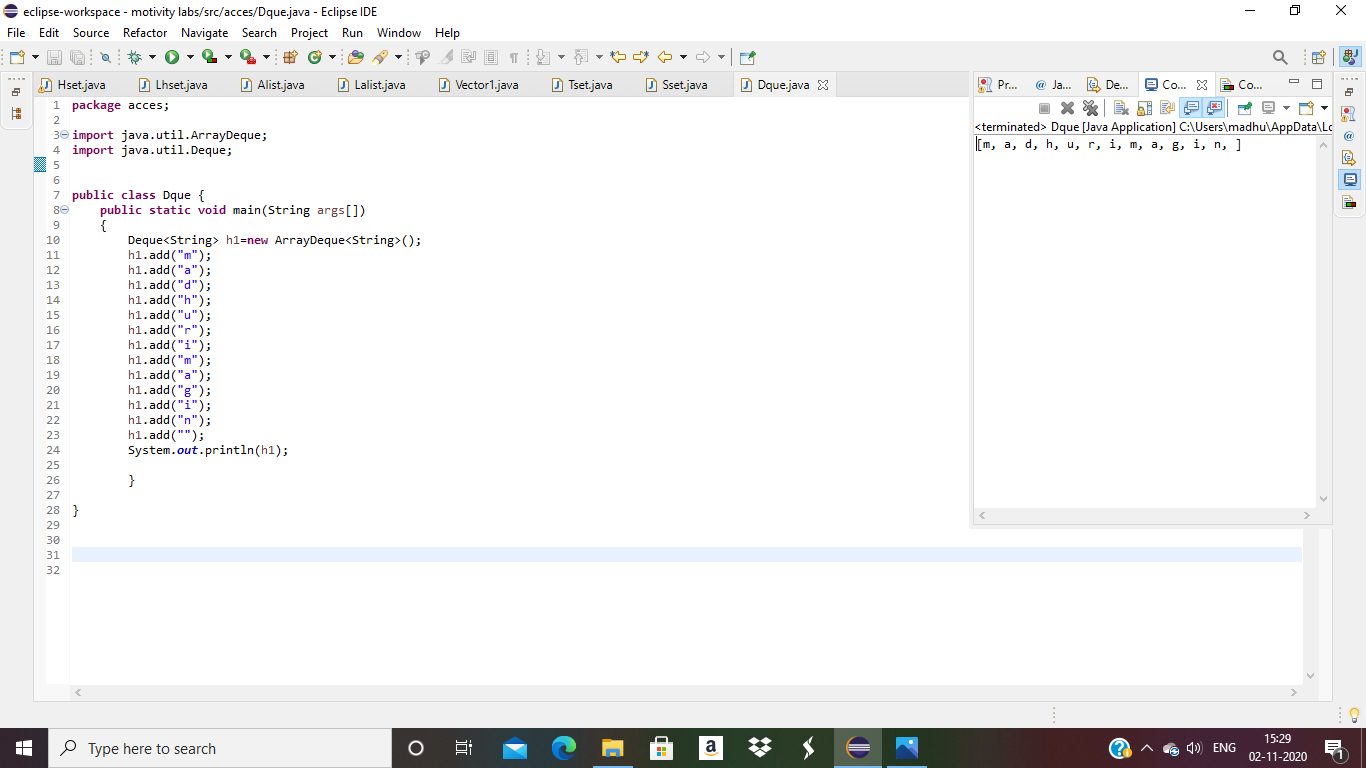 eclipse-workspace - motivity labs/src/acces/Dque.java - Eclipse IDE
File Edit Source Refactor Navigate Search Project Run Window Help
Hset.java Lhset.java Alist.java Lalist.java Vector1.java Tset.java Sset.java Dque.java Pr... Ja... De... Co... Co...
<terminated> Dque [Java Application] C:\Users\madhu\AppData\Lo
[m, a, d, h, u, r, i, m, a, g, i, n, ]
1 package acces;
2
3 import java.util.ArrayDeque;
4 import java.util.Deque;
5
6
7 public class Dque {
8 public static void main(String args[])
9 {
10 Deque<String> h1=new ArrayDeque<String>();
11 h1.add("m");
12 h1.add("a");
13 h1.add("d");
14 h1.add("h");
15 h1.add("u");
16 h1.add("r");
17 h1.add("i");
18 h1.add("m");
19 h1.add("a");
20 h1.add("g");
21 h1.add("i");
22 h1.add("n");
23 h1.add("");
24 System.out.println(h1);
25
26 }
27
28 }
29
30
31
32
Type here to search
ENG
15:29
02-11-2020
1